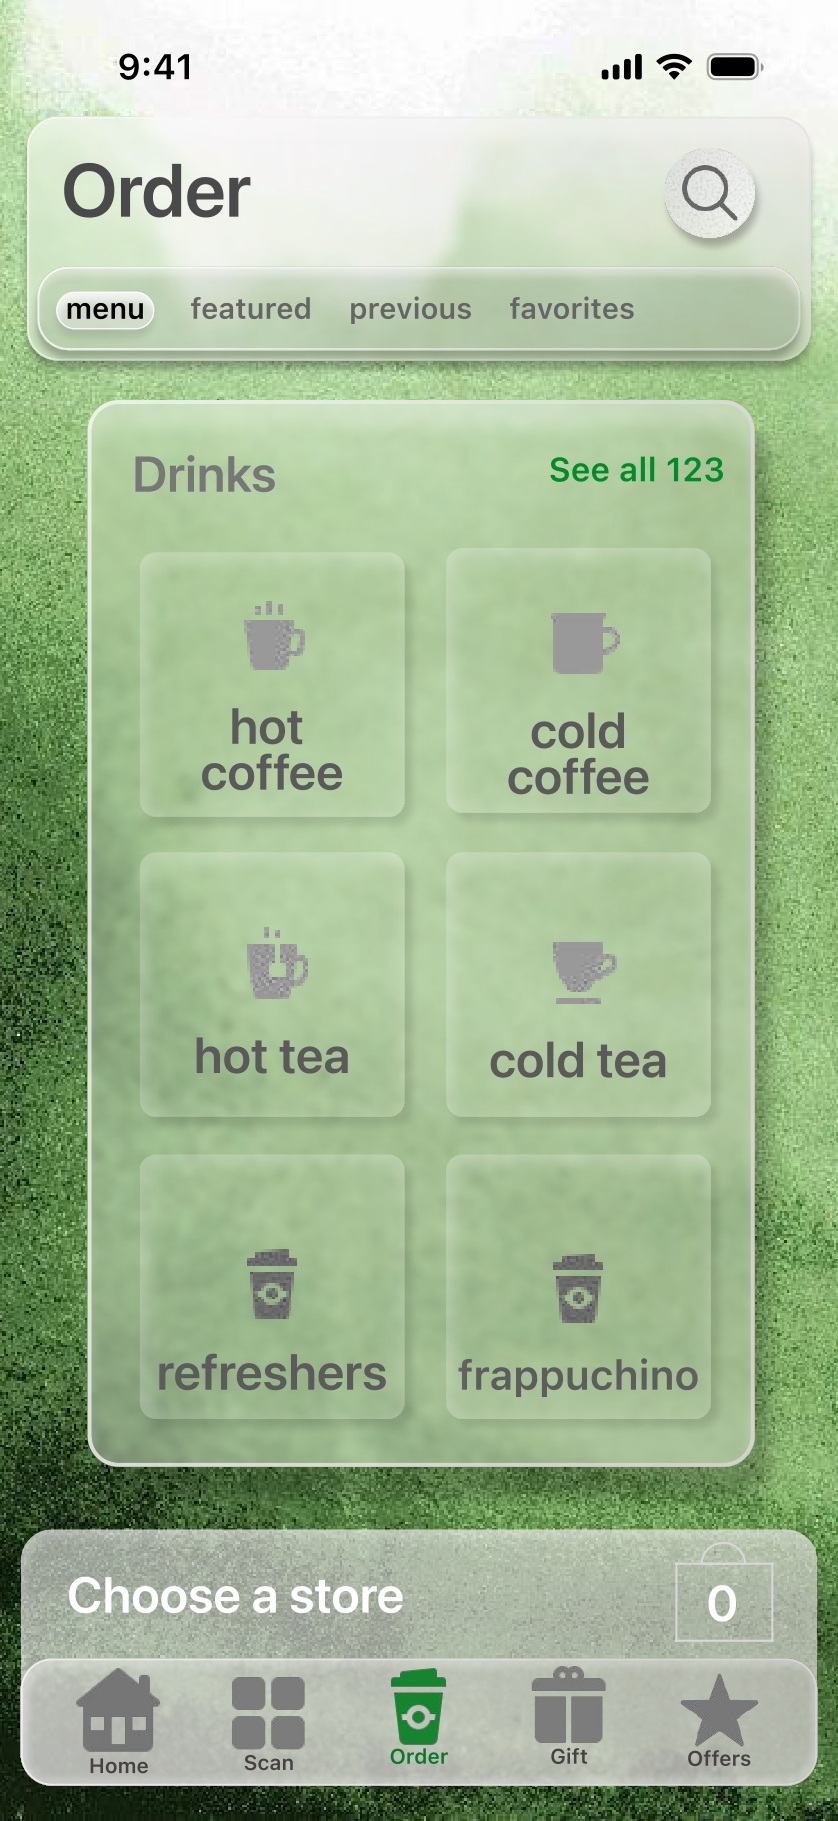 9:41
Order
menu featured previous favorites
Drinks See all 123
hot
coffee
cold
coffee
hot tea
cold tea
refreshers
frappuchino
Choose a store 0
Home Scan Order Gift Offers